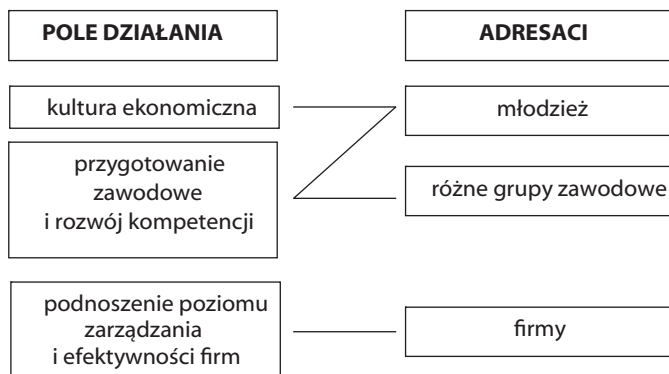 POLE DZIAŁANIA
ADRESACI
kultura ekonomiczna
młodzież
przygotowanie
zawodowe
i rozwój kompetencji
różne grupy zawodowe
podnoszenie poziomu
zarządzania
i efektywności firm
firmy